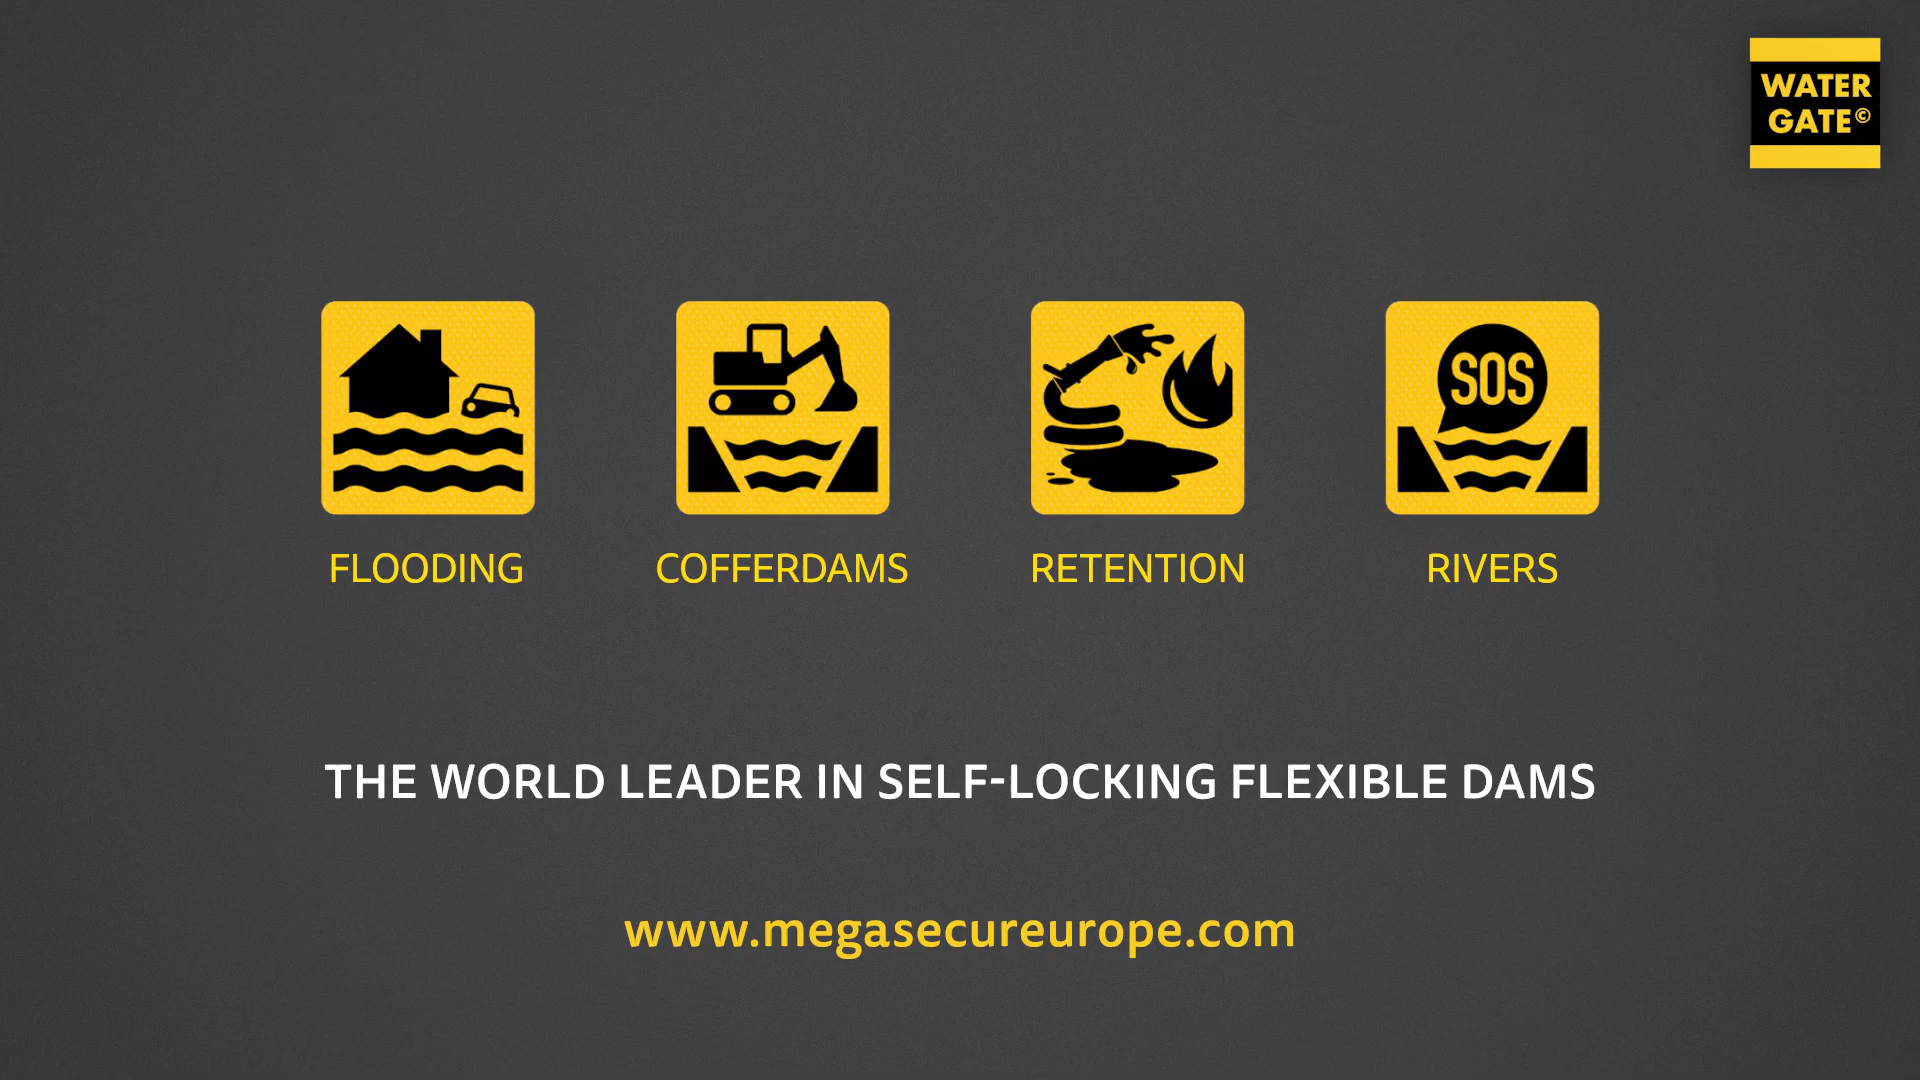 WATER
GATE©
SOS
FLOODING
COFFERDAMS
RETENTION
RIVERS
THE WORLD LEADER IN SELF-LOCKING FLEXIBLE DAMS
www.megasecureurope.com